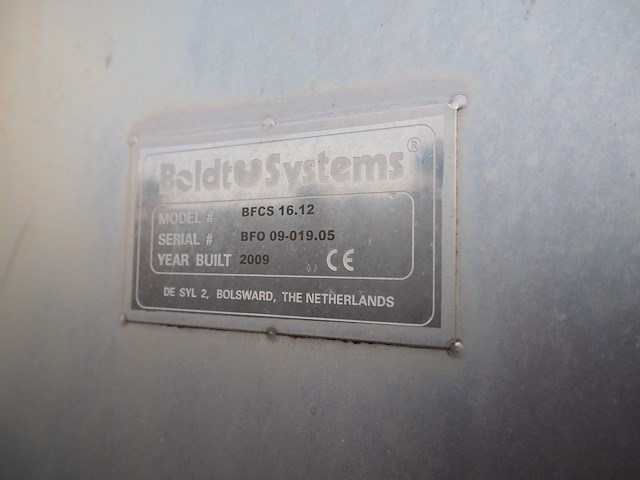 Boldt Systems®
MODEL # BFCS 16.12
SERIAL # BFO 09-019.05
YEAR BUILT 2009 CE
DE SYL 2, BOLSWARD, THE NETHERLANDS